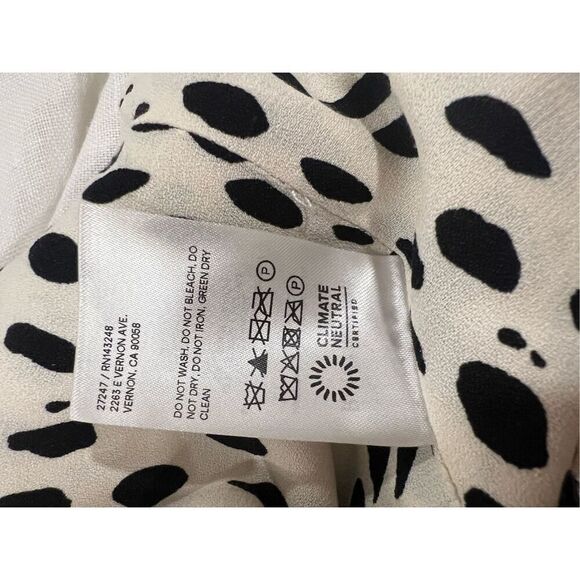 27247 / RN143248
2263 E VERNON AVE.
VERNON, CA 90058
DO NOT WASH, DO NOT BLEACH, DO
NOT DRY, DO NOT IRON, GREEN DRY
CLEAN
P
P
CLIMATE
NEUTRAL
CERTIFIED